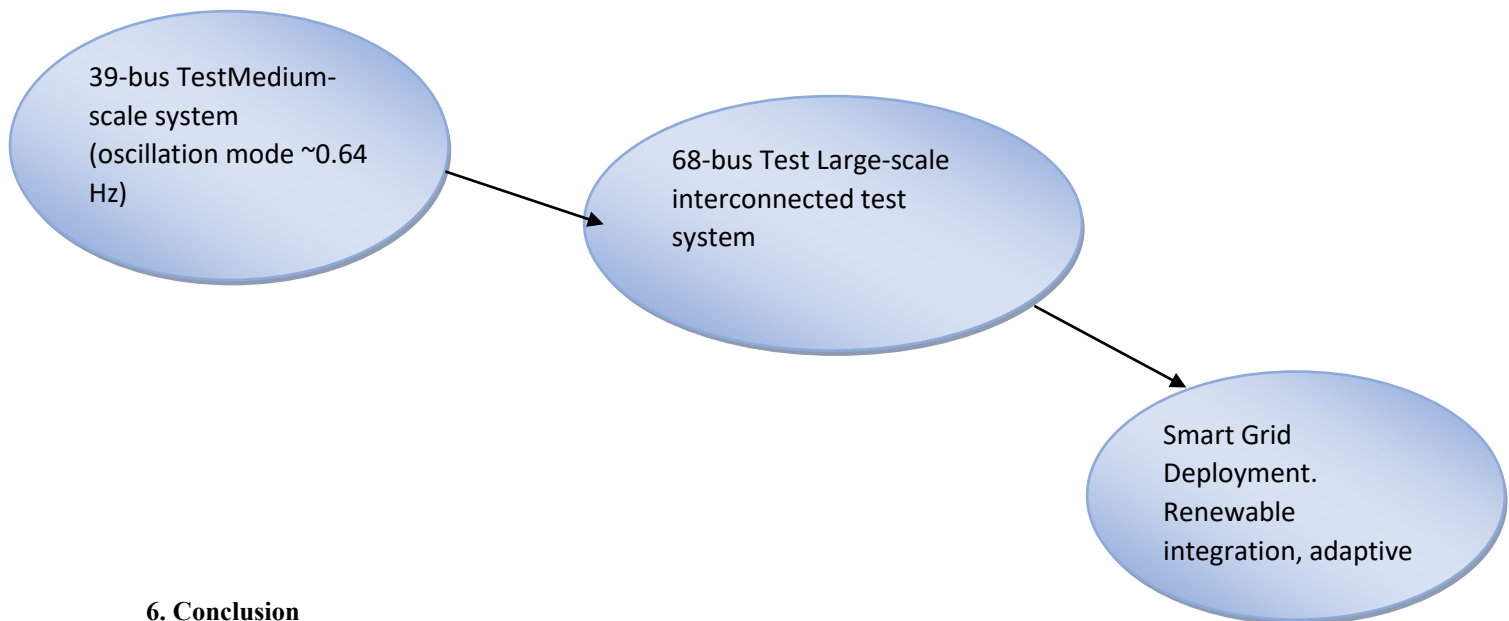 39-bus TestMedium-
scale system
(oscillation mode ~0.64
Hz)
68-bus Test Large-scale
interconnected test
system
Smart Grid
Deployment.
Renewable
integration, adaptive
6. Conclusion